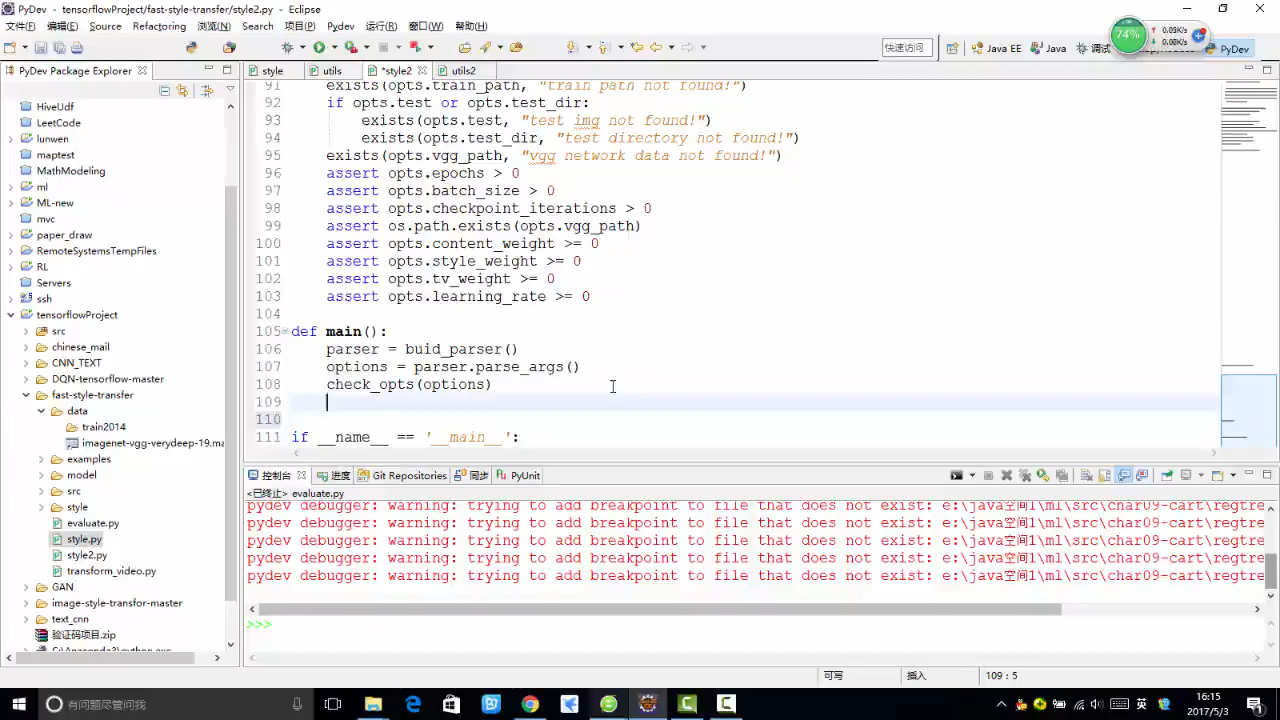 PyDev - tensorflowProject/fast-style-transfer/style2.py - Eclipse
文件(F) 编辑(E) Source Refactoring 浏览(N) Search 项目(P) Pydev 运行(R) 窗口(W) 帮助(H)
74%
快速访问
Java EE
Java
调试
PyDev
PyDev Package Explorer
style
utils
*style2
utils2
HiveUdf
LeetCode
lunwen
maptest
MathModeling
ml
ML-new
mvc
paper_draw
RemoteSystemsTempFiles
RL
Servers
ssh
tensorflowProject
src
chinese_mail
CNN_TEXT
DQN-tensorflow-master
fast-style-transfer
data
train2014
imagenet-vgg-verydeep-19.ma
examples
model
src
style
evaluate.py
style.py
style2.py
transform_video.py
GAN
image-style-transfor-master
text_cnn
验证码项目.zip
91 exists(opts.train_path, "train path not found!")
92 if opts.test or opts.test_dir:
93 exists(opts.test, "test img not found!")
94 exists(opts.test_dir, "test directory not found!")
95 exists(opts.vgg_path, "vgg network data not found!")
96 assert opts.epochs > 0
97 assert opts.batch_size > 0
98 assert opts.checkpoint_iterations > 0
99 assert os.path.exists(opts.vgg_path)
100 assert opts.content_weight >= 0
101 assert opts.style_weight >= 0
102 assert opts.tv_weight >= 0
103 assert opts.learning_rate >= 0
104
105 def main():
106 parser = buid_parser()
107 options = parser.parse_args()
108 check_opts(options)
109
110
111 if __name__ == '__main__':
控制台
进度
Git Repositories
同步
PyUnit
<已终止> evaluate.py
pydev debugger: warning: trying to add breakpoint to file that does not exist: e:\java空间1\ml\src\char09-cart\regtre
pydev debugger: warning: trying to add breakpoint to file that does not exist: e:\java空间1\ml\src\char09-cart\regtre
pydev debugger: warning: trying to add breakpoint to file that does not exist: e:\java空间1\ml\src\char09-cart\regtre
pydev debugger: warning: trying to add breakpoint to file that does not exist: e:\java空间1\ml\src\char09-cart\regtre
pydev debugger: warning: trying to add breakpoint to file that does not exist: e:\java空间1\ml\src\char09-cart\regtre
>>>
可写
插入
109 : 5
有问题尽管问我
英
16:15
2017/5/3